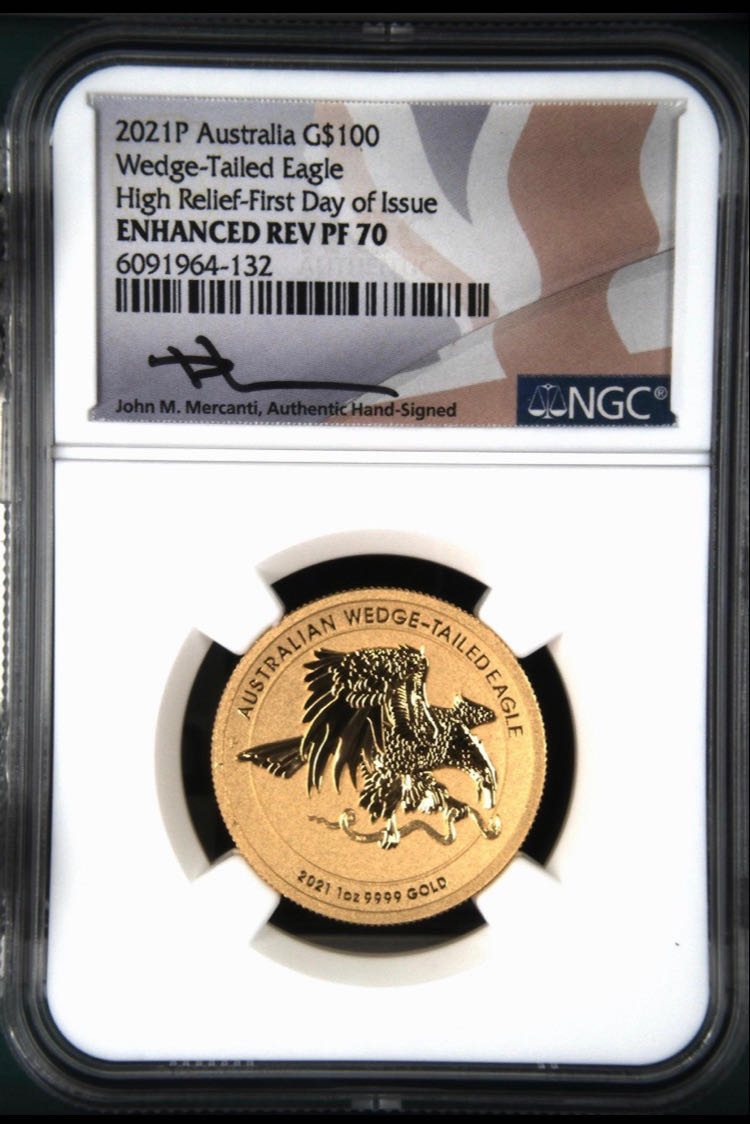 2021P Australia G$100
Wedge-Tailed Eagle
High Relief-First Day of Issue
ENHANCED REV PF 70
6091964-132
John M. Mercanti, Authentic Hand-Signed
NGC®
AUSTRALIAN WEDGE-TAILED EAGLE
2021 1oz 9999 GOLD